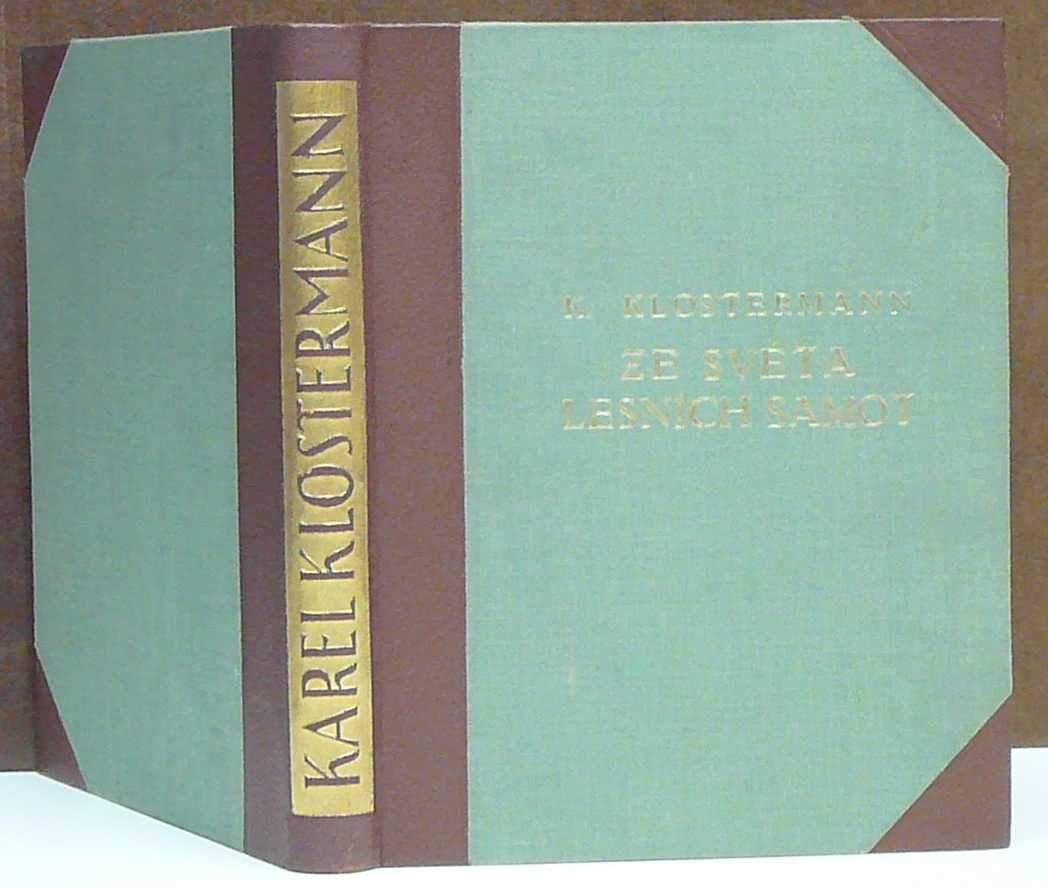 KAREL KLOSTERMANN
K. KLOSTERMANN
ZE SVĚTA
LESNÍCH SAMOT